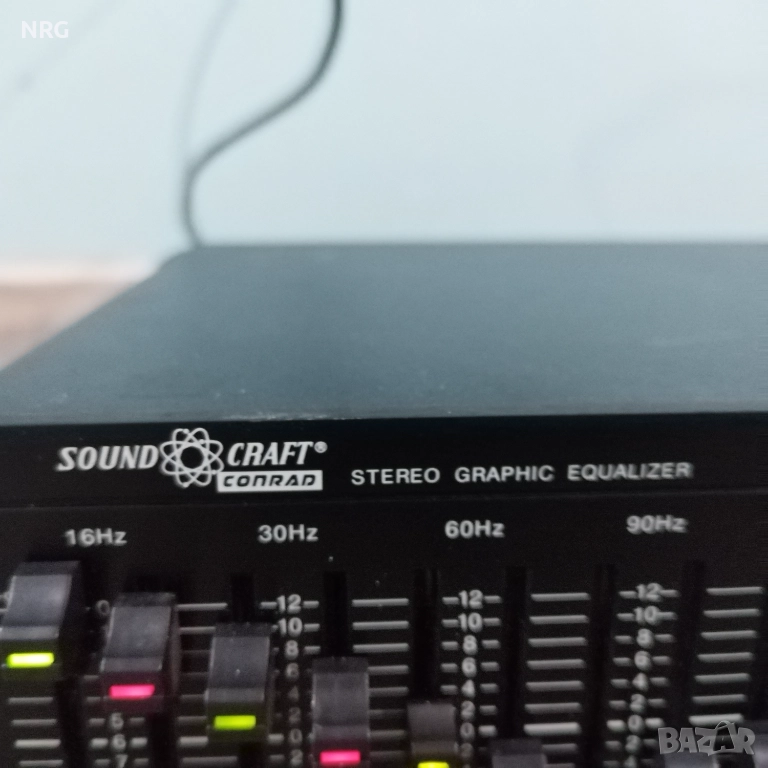 NRG
SOUND CRAFT®
CONRAD
STEREO GRAPHIC EQUALIZER
16Hz 30Hz 60Hz 90Hz
12 12 12
0 10 10 10
8 8 8
6 6 6
4 4 4
5 2 2 2
6 0 0 0
7 2 2 2
BAZAR